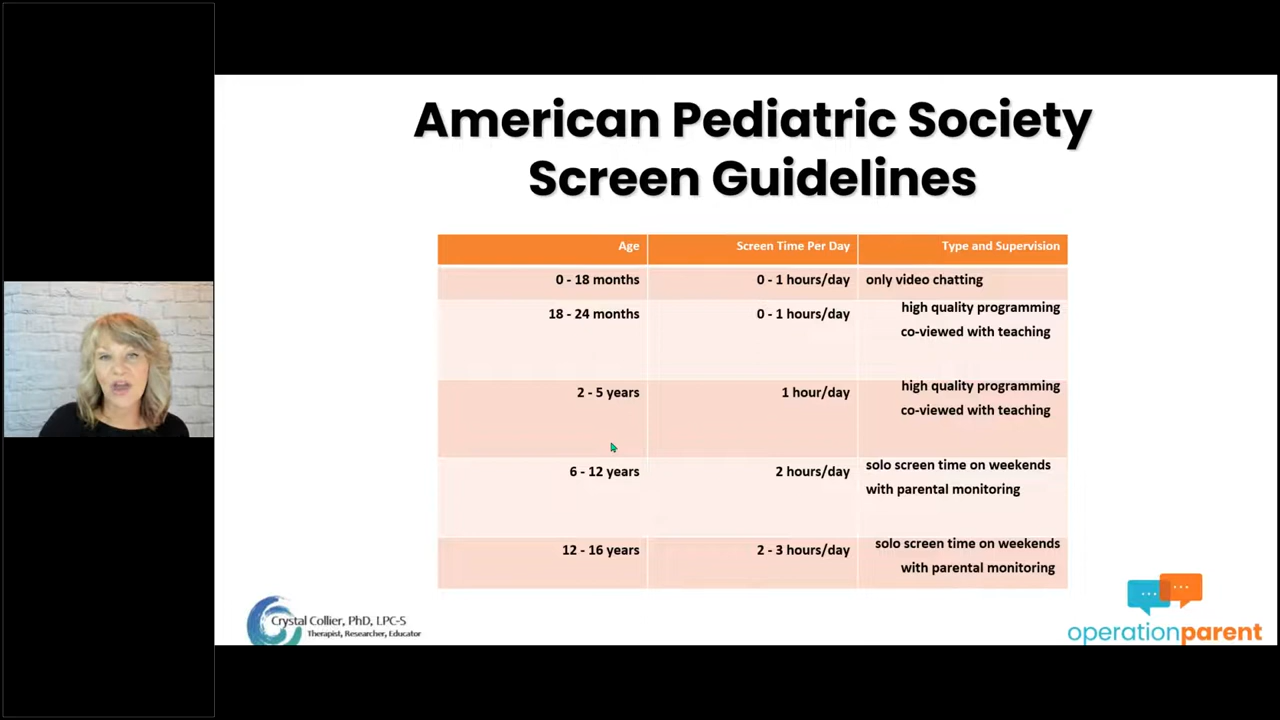 American Pediatric Society
Screen Guidelines
Age Screen Time Per Day Type and Supervision
0 - 18 months 0 - 1 hours/day only video chatting
18 - 24 months 0 - 1 hours/day high quality programming
co-viewed with teaching
2 - 5 years 1 hour/day high quality programming
co-viewed with teaching
6 - 12 years 2 hours/day solo screen time on weekends
with parental monitoring
12 - 16 years 2 - 3 hours/day solo screen time on weekends
with parental monitoring
Crystal Collier, PhD, LPC-S
Therapist, Researcher, Educator
operationparent